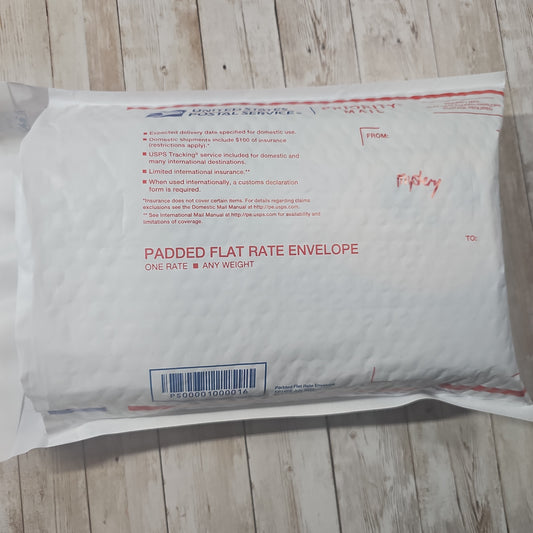 UNITED STATES
POSTAL SERVICE®
PRIORITY®
MAIL
■ Expected delivery date specified for domestic use.
■ Domestic shipments include $100 of insurance
(restrictions apply).*
■ USPS Tracking® service included for domestic and
many international destinations.
■ Limited international insurance.**
■ When used internationally, a customs declaration
form is required.
*Insurance does not cover certain items. For details regarding claims
exclusions see the Domestic Mail Manual at http://pe.usps.com.
** See International Mail Manual at http://pe.usps.com for availability and
limitations of coverage.
FROM:
TO:
PADDED FLAT RATE ENVELOPE
ONE RATE ■ ANY WEIGHT
PS00001000016
Padded Flat Rate Envelope